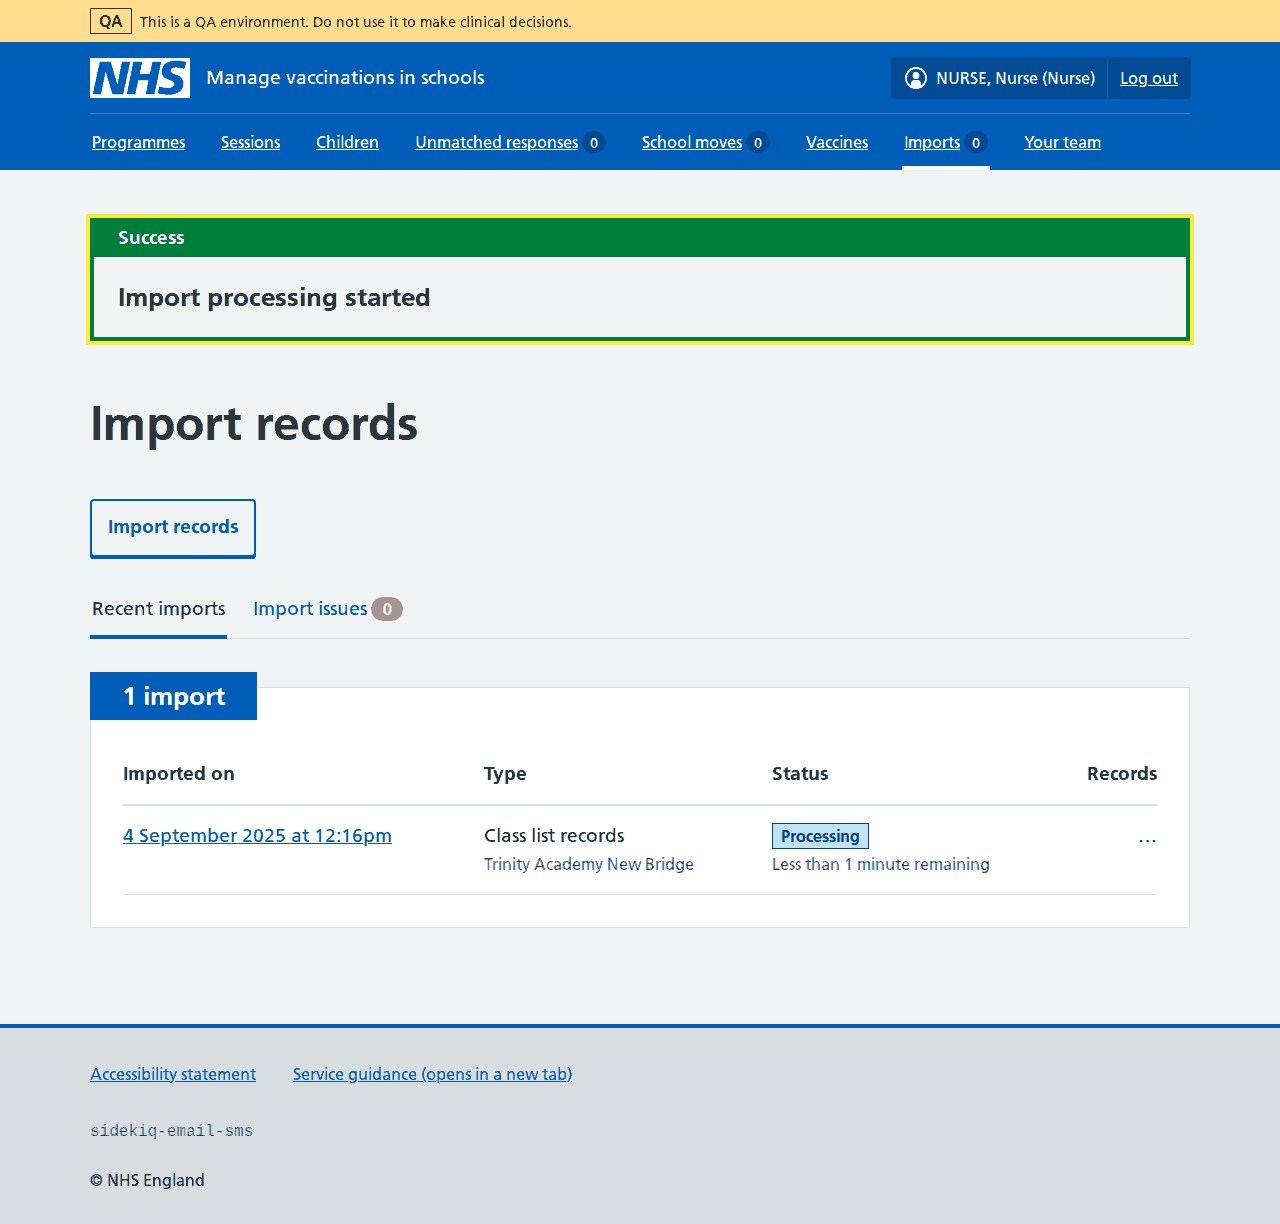 QA This is a QA environment. Do not use it to make clinical decisions.
NHS Manage vaccinations in schools NURSE, Nurse (Nurse) Log out
Programmes Sessions Children Unmatched responses 0 School moves 0 Vaccines Imports 0 Your team
Success
Import processing started
Import records
Import records
Recent imports Import issues 0
1 import
Imported on Type Status Records
4 September 2025 at 12:16pm Class list records Processing ...
Trinity Academy New Bridge Less than 1 minute remaining
Accessibility statement Service guidance (opens in a new tab)
sidekiq-email-sms
© NHS England